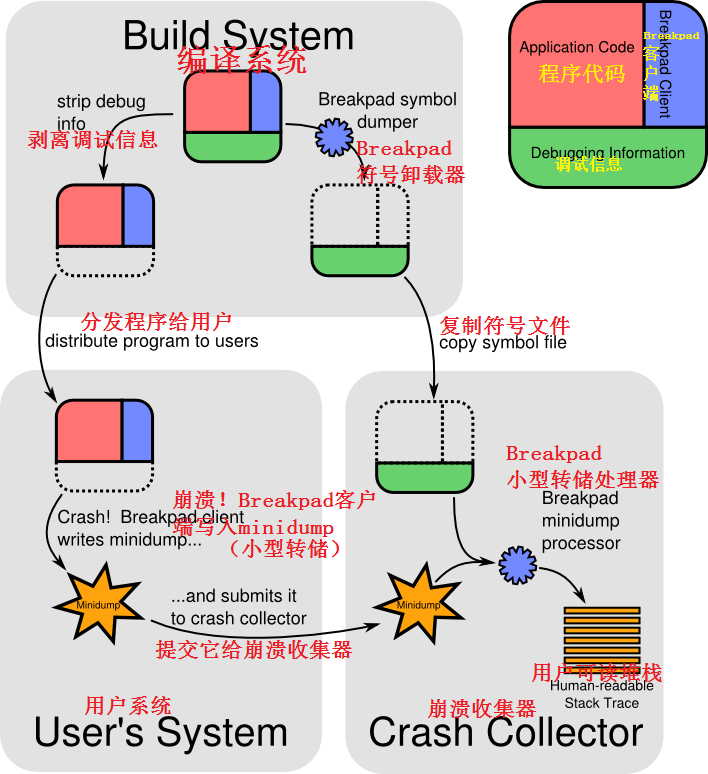 Build System
编译系统
strip debug
info
剥离调试信息
Breakpad symbol
dumper
Breakpad
符号卸载器
Application Code
程序代码
Breakpad Client
Breakpad
客
户
端
Debugging Information
调试信息
分发程序给用户
distribute program to users
复制符号文件
copy symbol file
Crash! Breakpad client
writes minidump...
崩溃！Breakpad客户
端写入minidump
（小型转储）
Minidump
...and submits it
to crash collector
提交它给崩溃收集器
用户系统
User's System
Breakpad
小型转储处理器
Breakpad
minidump
processor
Minidump
用户可读堆栈
Human-readable
Stack Trace
崩溃收集器
Crash Collector